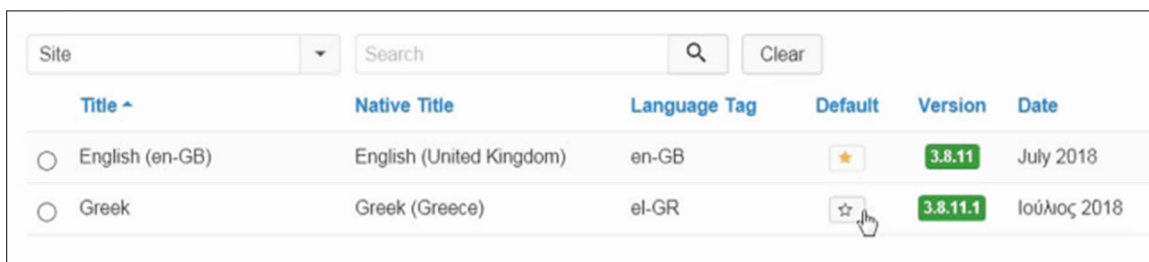 Site Search Clear
Title Native Title Language Tag Default Version Date
English (en-GB) English (United Kingdom) en-GB 3.8.11 July 2018
Greek Greek (Greece) el-GR 3.8.11.1 Ιούλιος 2018